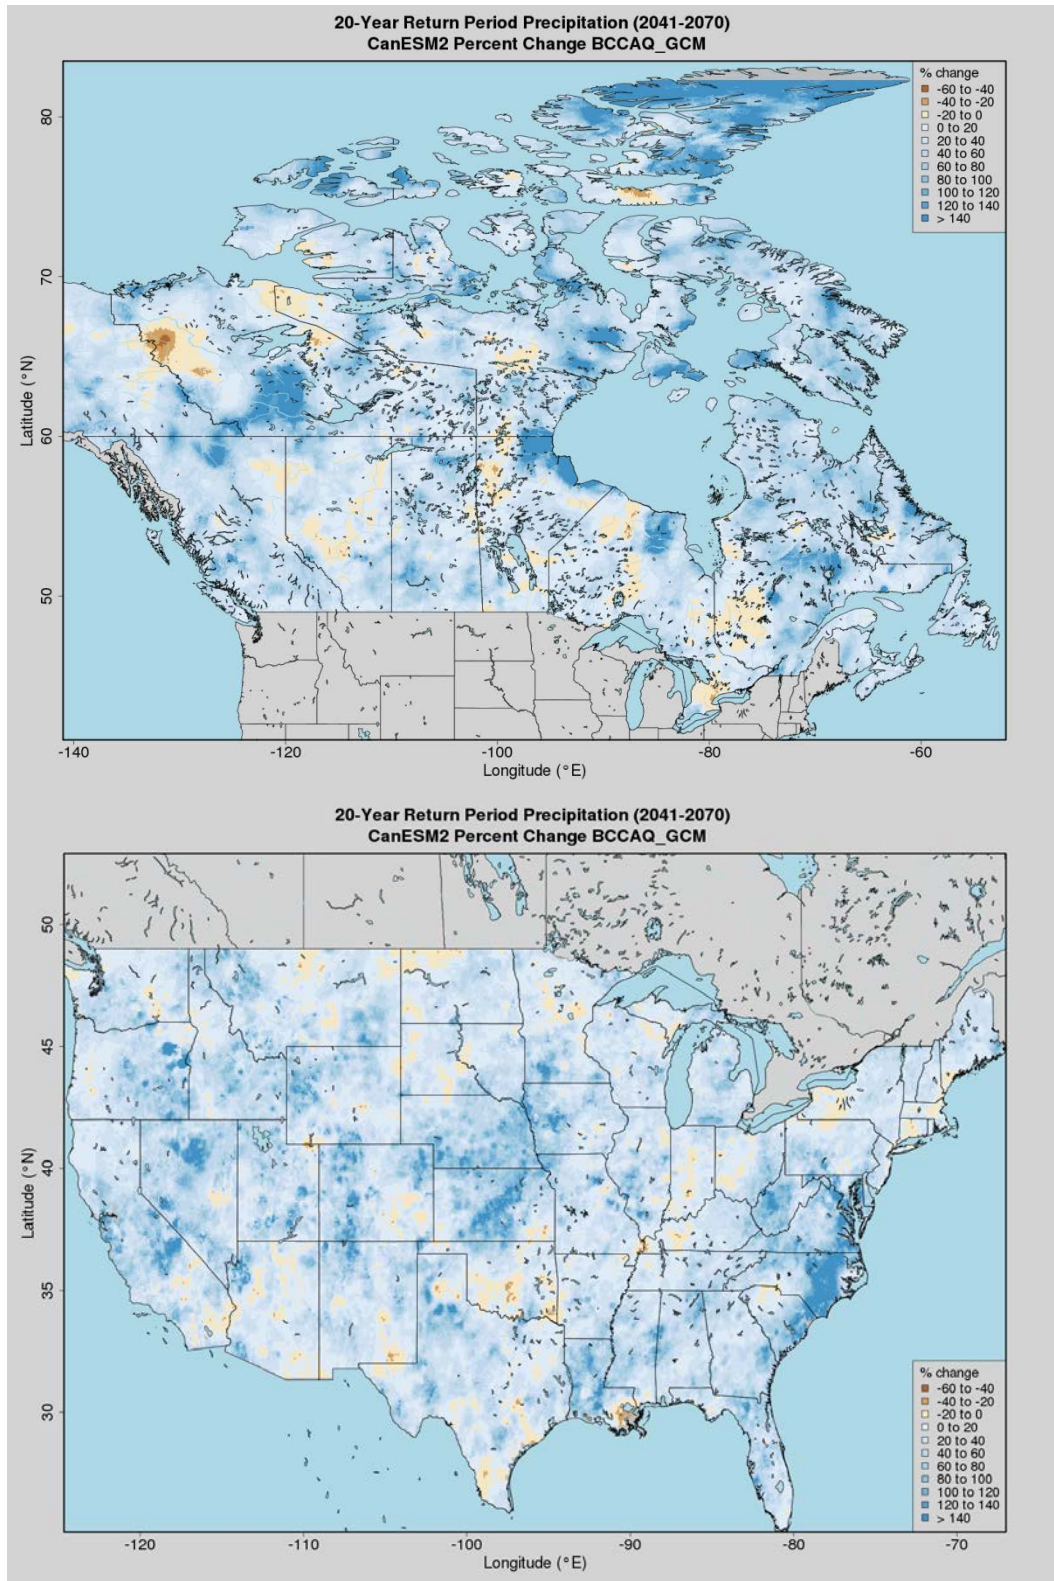 20-Year Return Period Precipitation (2041-2070)
CanESM2 Percent Change BCCAQ_GCM
% change
-60 to -40
-40 to -20
-20 to 0
0 to 20
20 to 40
40 to 60
60 to 80
80 to 100
100 to 120
120 to 140
> 140
80
70
60
50
Latitude (°N)
-140
-120
-100
-80
-60
Longitude (°E)
20-Year Return Period Precipitation (2041-2070)
CanESM2 Percent Change BCCAQ_GCM
50
45
40
35
30
Latitude (°N)
% change
-60 to -40
-40 to -20
-20 to 0
0 to 20
20 to 40
40 to 60
60 to 80
80 to 100
100 to 120
120 to 140
> 140
-120
-110
-100
-90
-80
-70
Longitude (°E)